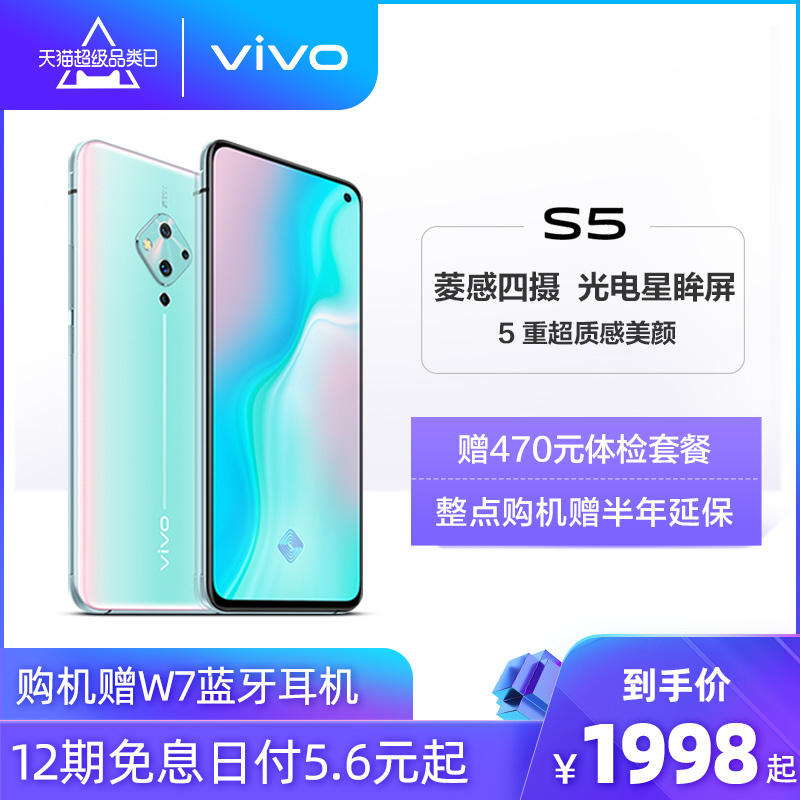 天猫超级品类日
vivo
S5
菱感四摄 光电星眸屏
5重超质感美颜
赠470元体检套餐
整点购机赠半年延保
vivo
购机赠W7蓝牙耳机
12期免息日付5.6元起
到手价
¥1998起